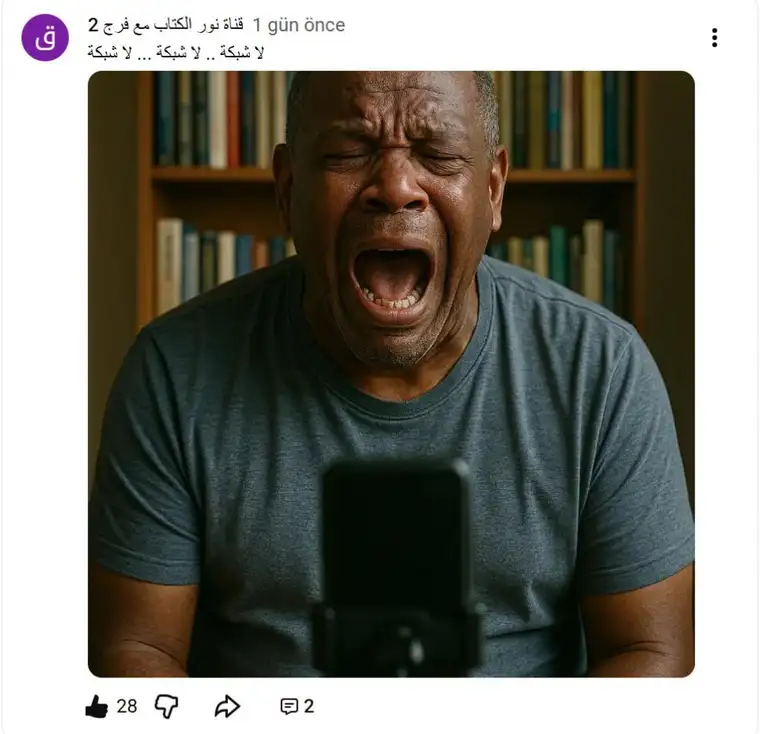 ق
قناة نور الكتاب مع فرج 2 1 gün önce
لا شبكة .. لا شبكة ... لا شبكة
28
2